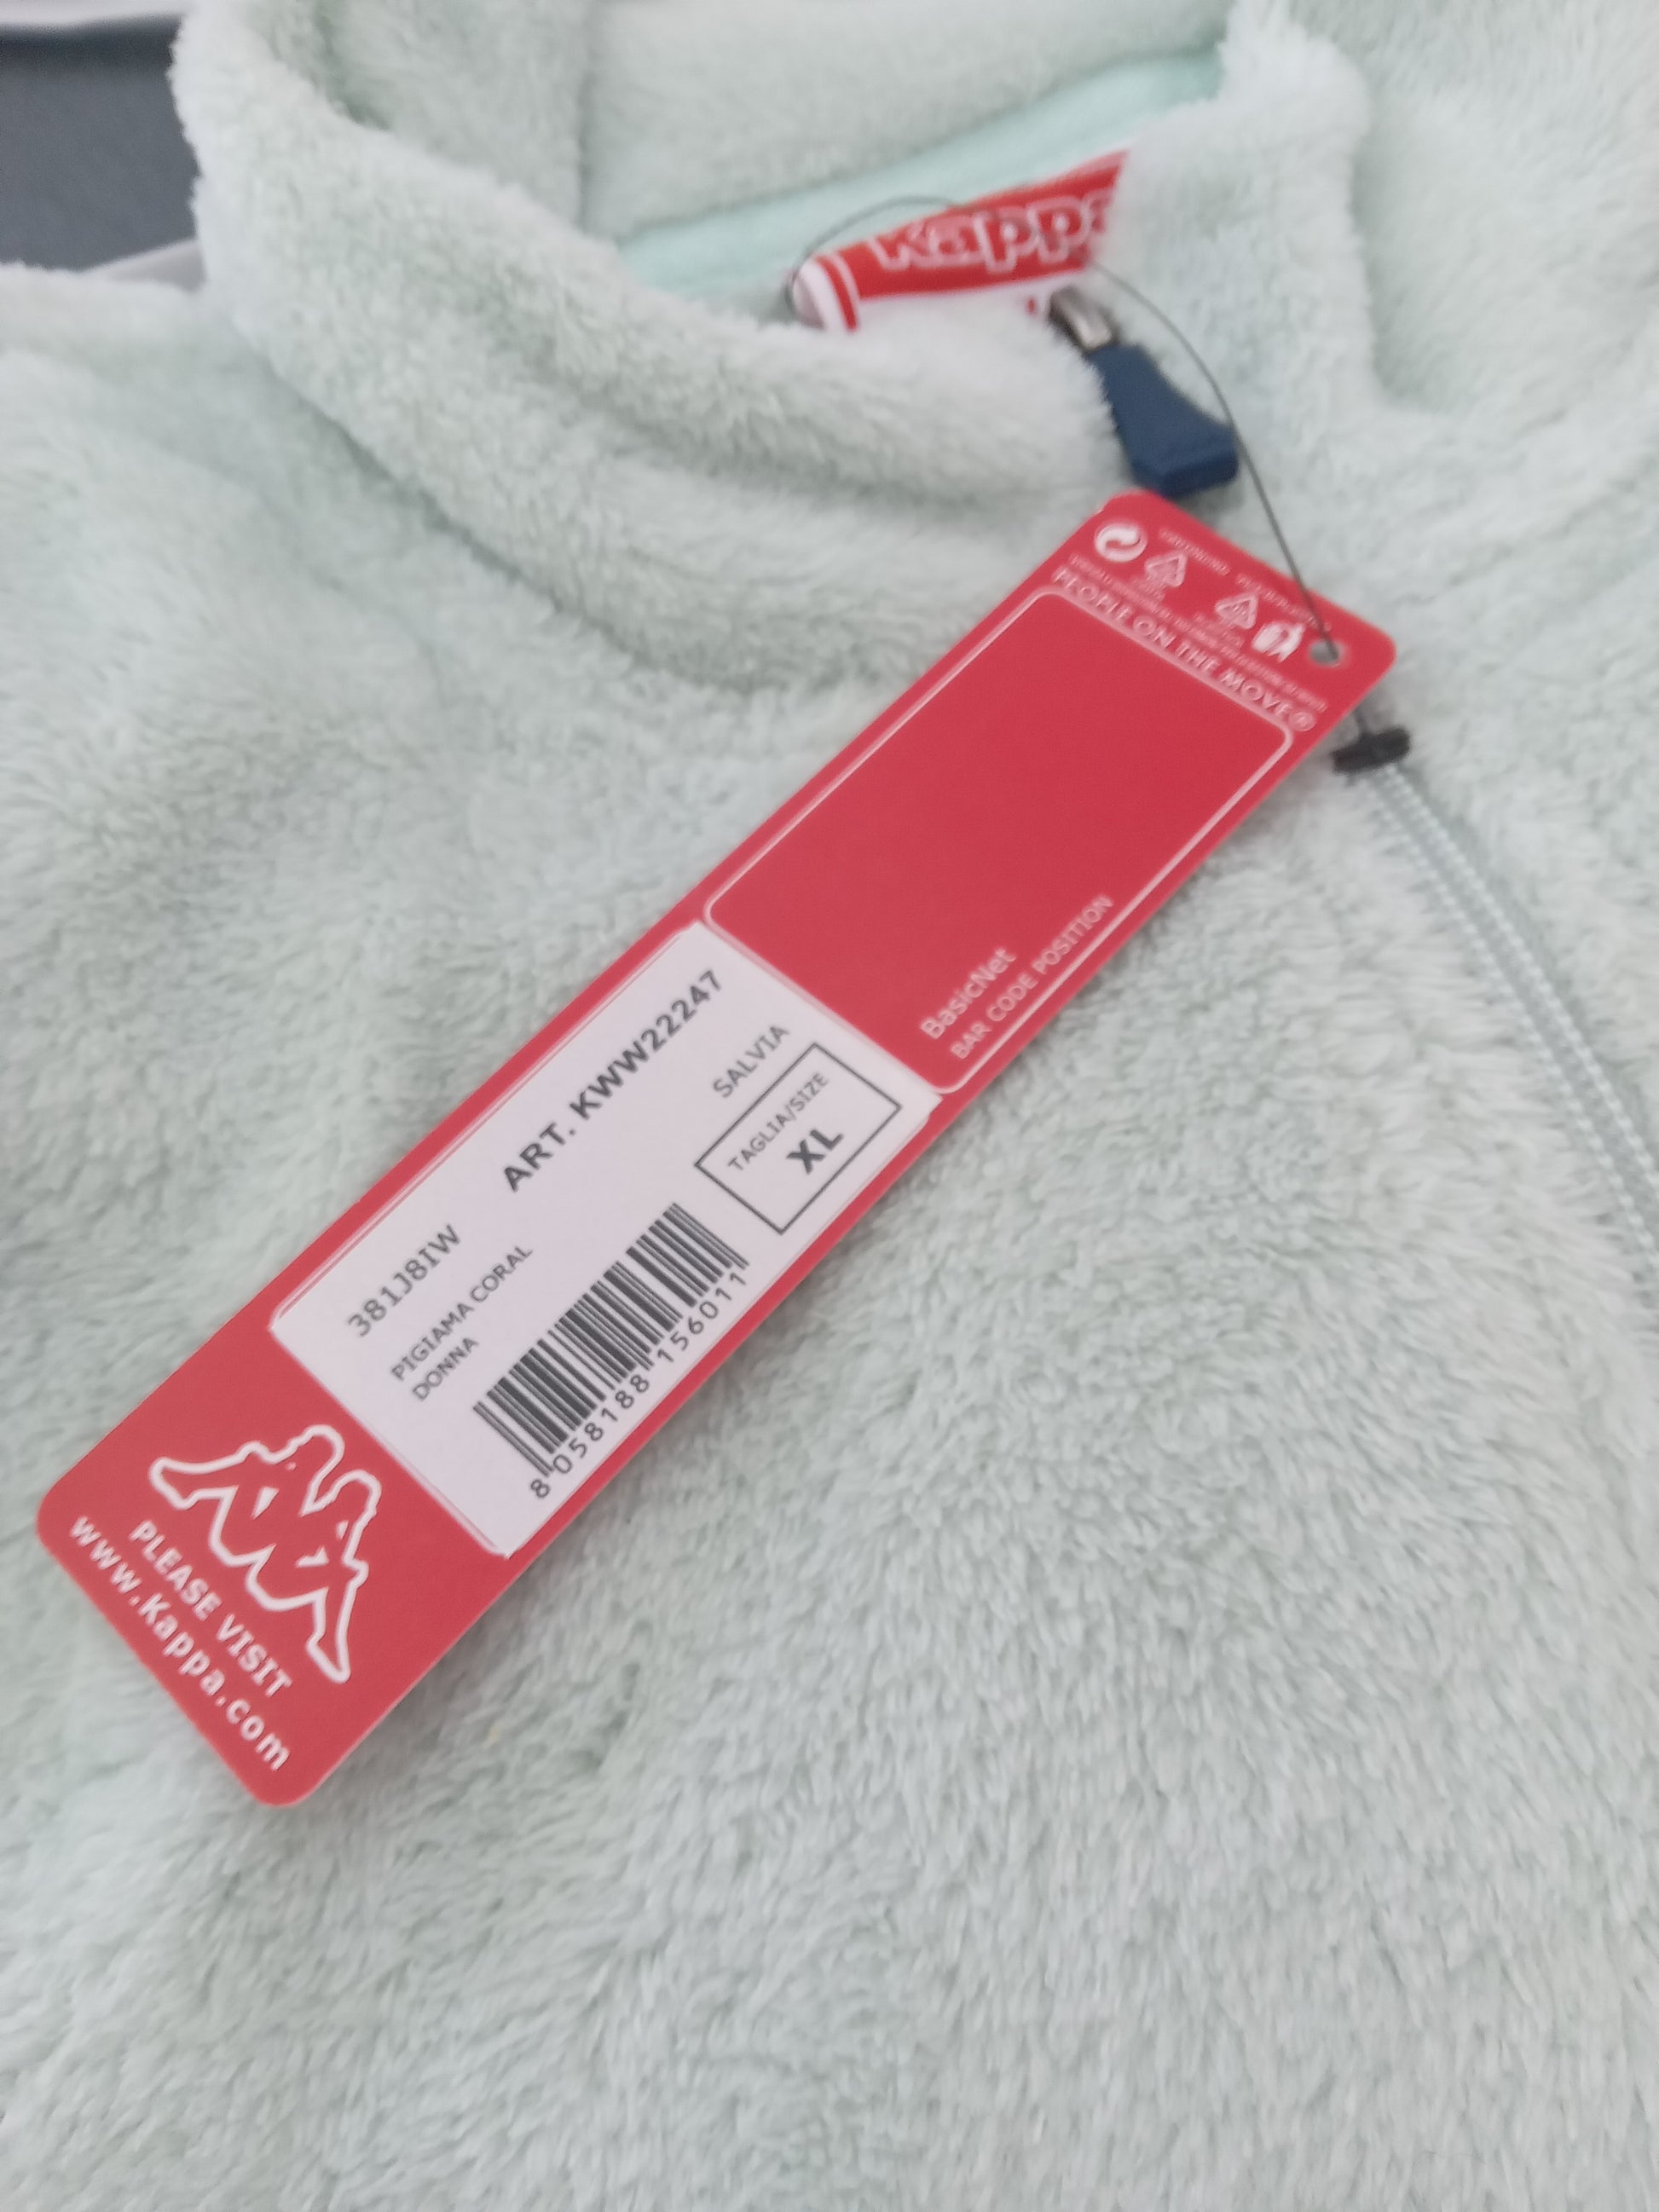 Kappa
PEOPLE ON THE MOVE®
BasicNet
BAR CODE POSITION
381J8IW
ART. KWW22247
PIGIAMA CORAL
DONNA
SALVIA
TAGLIA/SIZE
XL
8 058188 156011
PLEASE VISIT
www.Kappa.com